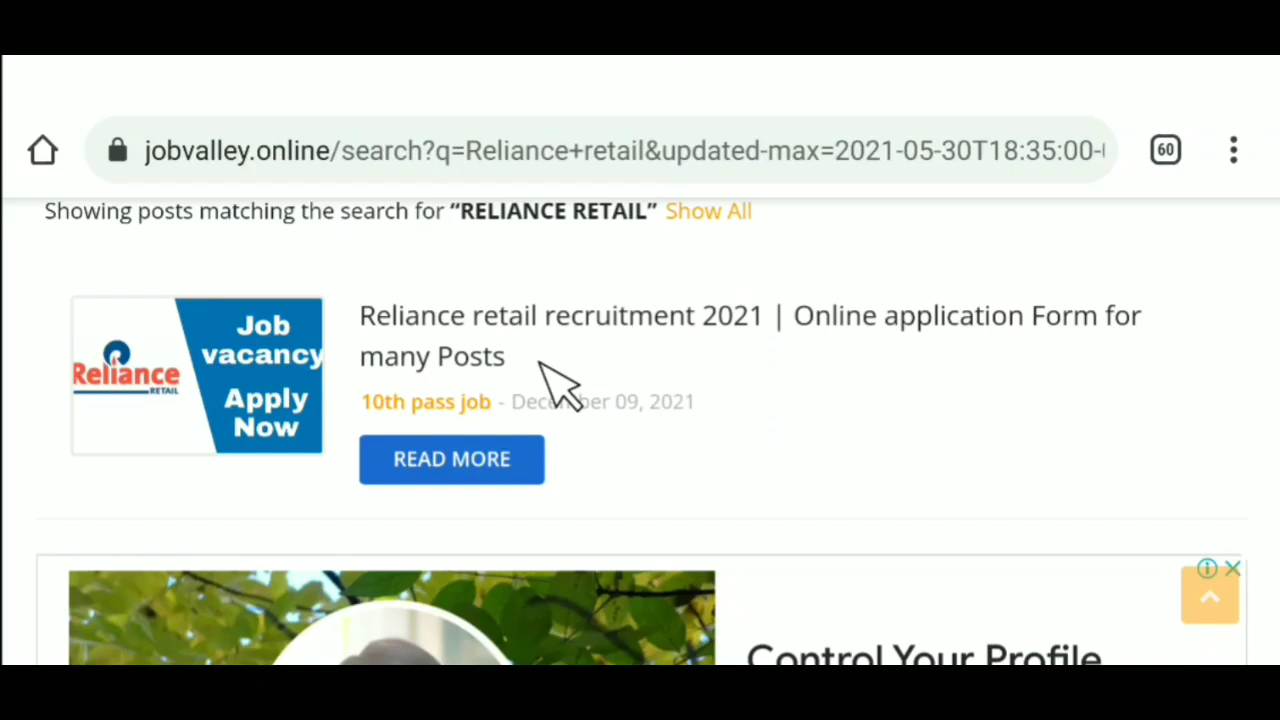 jobvalley.online/search?q=Reliance+retail&updated-max=2021-05-30T18:35:00-
60
Showing posts matching the search for “RELIANCE RETAIL” Show All
Job
vacancy
Apply
Now
Reliance
RETAIL
Reliance retail recruitment 2021 | Online application Form for
many Posts
10th pass job - December 09, 2021
READ MORE
Control Your Profile